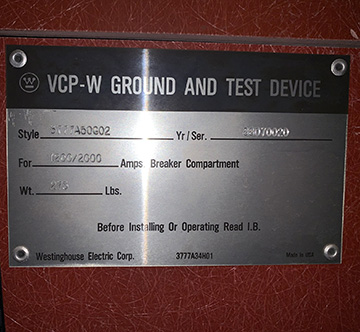 VCP-W GROUND AND TEST DEVICE
Style Yr/Ser.
For /2000 Amps Breaker Compartment
Wt. Lbs.
Before Installing Or Operating Read I.B.
Westinghouse Electric Corp. 3777A34H01 Made in USA